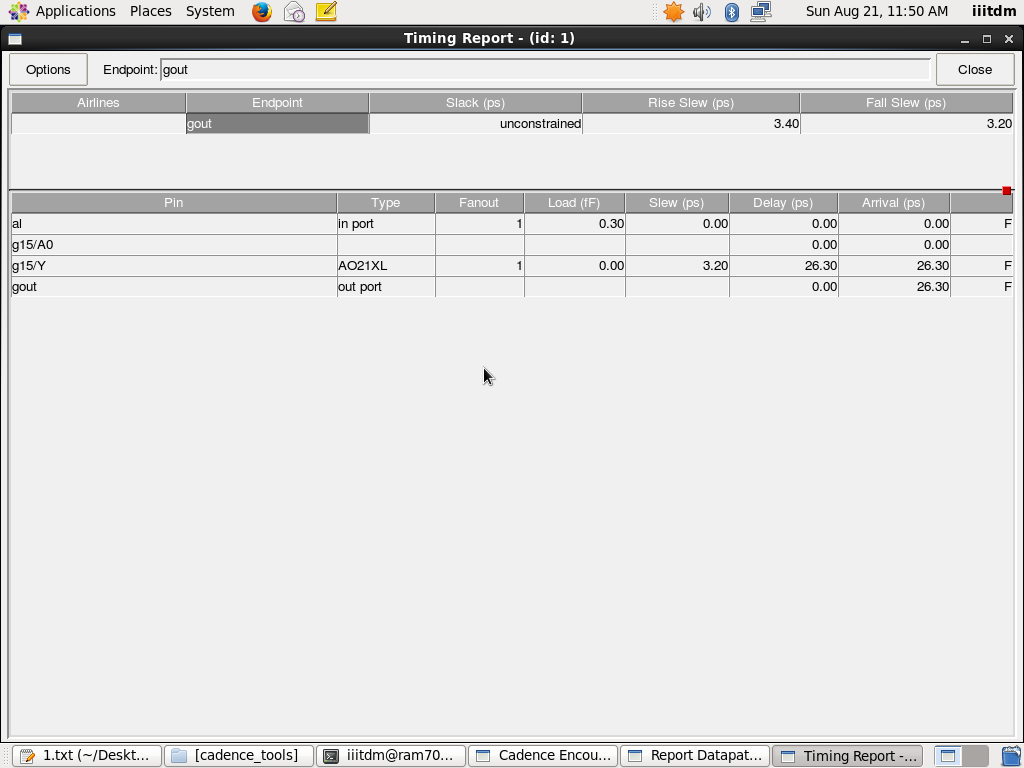 Applications Places System Sun Aug 21, 11:50 AM iiitdm
Timing Report - (id: 1)
Options Endpoint: gout Close
Airlines Endpoint Slack (ps) Rise Slew (ps) Fall Slew (ps)
gout unconstrained 3.40 3.20
Pin Type Fanout Load (fF) Slew (ps) Delay (ps) Arrival (ps)
al in port 1 0.30 0.00 0.00 0.00 F
g15/A0 0.00 0.00
g15/Y AO21XL 1 0.00 3.20 26.30 26.30 F
gout out port 0.00 26.30 F
1.txt (~/Deskt... [cadence_tools] iiitdm@ram70... Cadence Encou... Report Datapat... Timing Report -...